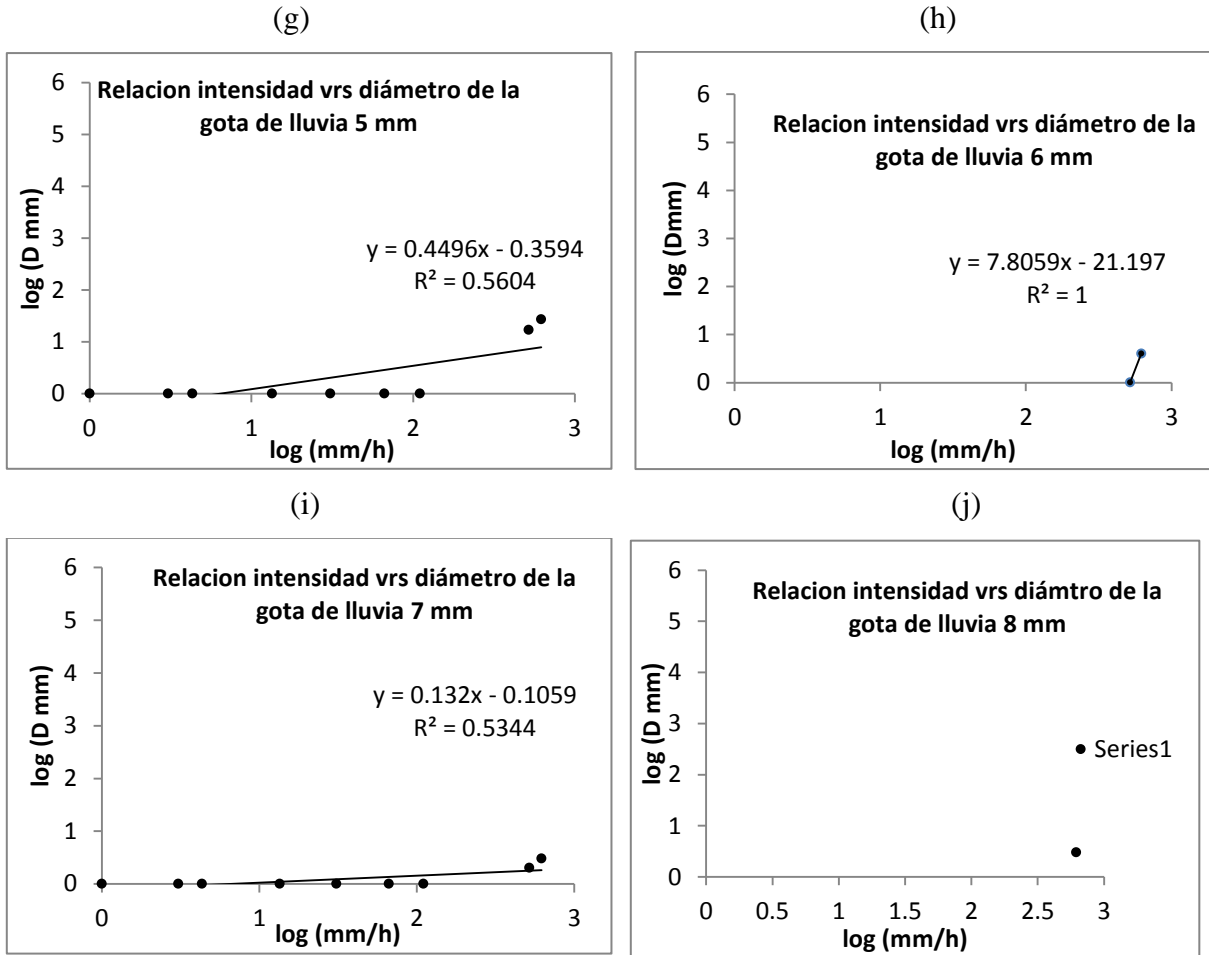 (g)
(h)
Relacion intensidad vrs diámetro de la
gota de lluvia 5 mm
y = 0.4496x - 0.3594
R² = 0.5604
log (D mm)
6
5
4
3
2
1
0
0 1 2 3
log (mm/h)
Relacion intensidad vrs diámetro de la
gota de lluvia 6 mm
y = 7.8059x - 21.197
R² = 1
log (Dmm)
6
5
4
3
2
1
0
0 1 2 3
log (mm/h)
(i)
(j)
Relacion intensidad vrs diámetro de la
gota de lluvia 7 mm
y = 0.132x - 0.1059
R² = 0.5344
log (D mm)
6
5
4
3
2
1
0
0 1 2 3
log (mm/h)
Relacion intensidad vrs diámtro de la
gota de lluvia 8 mm
Series1
log (D mm)
6
5
4
3
2
1
0
0 0.5 1 1.5 2 2.5 3
log (mm/h)